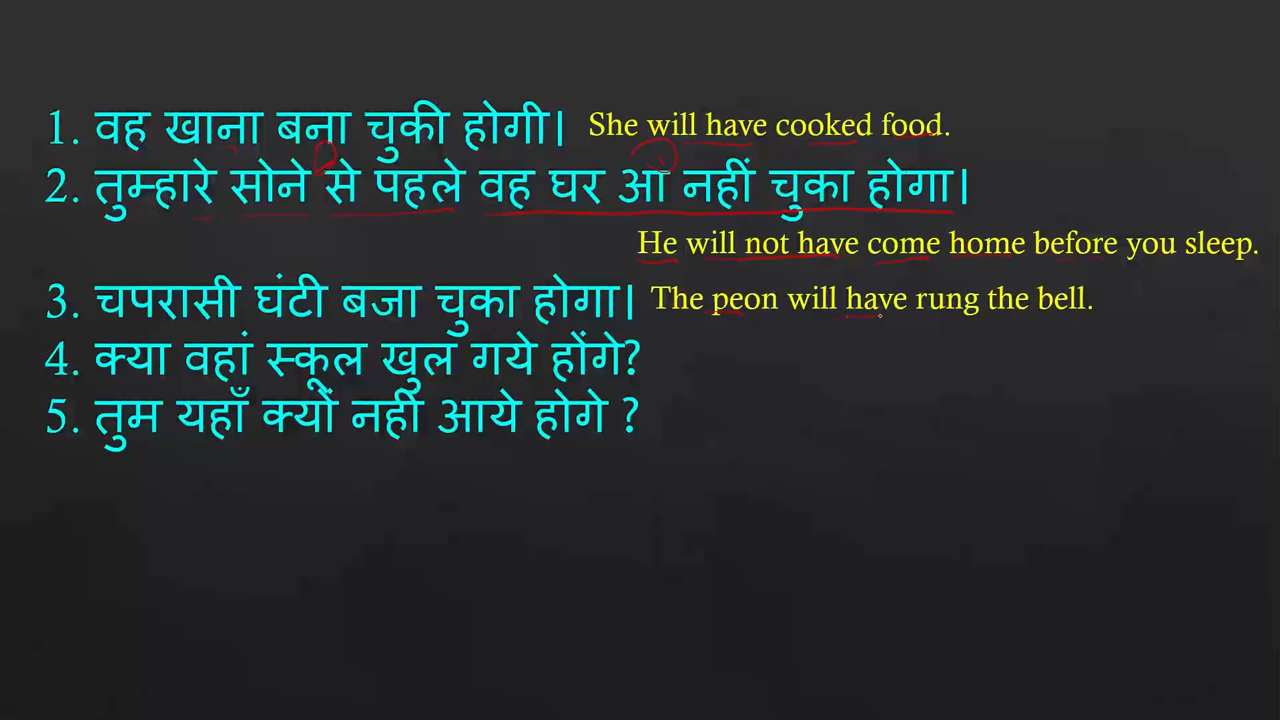 1. वह खाना बना चुकी होगी। She will have cooked food.
2. तुम्हारे सोने से पहले वह घर आ नहीं चुका होगा।
He will not have come home before you sleep.
3. चपरासी घंटी बजा चुका होगा। The peon will have rung the bell.
4. क्या वहां स्कूल खुल गये होंगे?
5. तुम यहाँ क्यों नही आये होगे ?